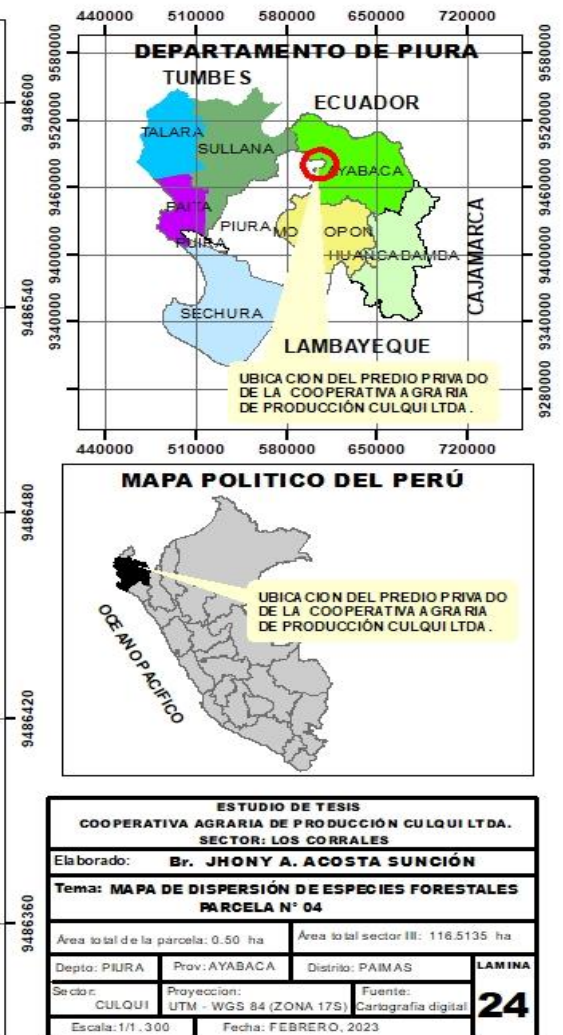 440000 510000 580000 650000 720000
DEPARTAMENTO DE PIURA
TUMBES
ECUADOR
TALARA
SULLANA
AYABACA
PAITA
PIURA
MO OPON
PUIRA
HUANCABAMBA
CAJAMARCA
SECHURA
LAMBAYEQUE
UBICACION DEL PREDIO PRIVADO
DE LA COOPERATIVA AGRARIA
DE PRODUCCIÓN CULQUI LTDA.
9580000
9520000
9460000
9400000
9340000
9280000
9580000
9520000
9460000
9400000
9340000
9280000
440000 510000 580000 650000 720000
9486600
9486540
9486480
9486420
9486360
MAPA POLITICO DEL PERÚ
UBICACION DEL PREDIO PRIVADO
DE LA COOPERATIVA AGRARIA
DE PRODUCCIÓN CULQUI LTDA.
OCEANO PACIFICO
ESTUDIO DE TESIS
COOPERATIVA AGRARIA DE PRODUCCIÓN CULQUI LTDA.
SECTOR: LOS CORRALES
Elaborado: Br. JHONY A. ACOSTA SUNCIÓN
Tema: MAPA DE DISPERSIÓN DE ESPECIES FORESTALES
PARCELA N° 04
Área total de la parcela: 0.50 ha Área total sector III: 116.5135 ha
Depto: PIURA Prov: AYABACA Distrito: PAIMAS LAMINA
Sector: Proyeccion: Fuente:
CULQUI UTM - WGS 84 (ZONA 17S) Cartografia digital 24
Escala: 1/1.300 Fecha: FEBRERO, 2023